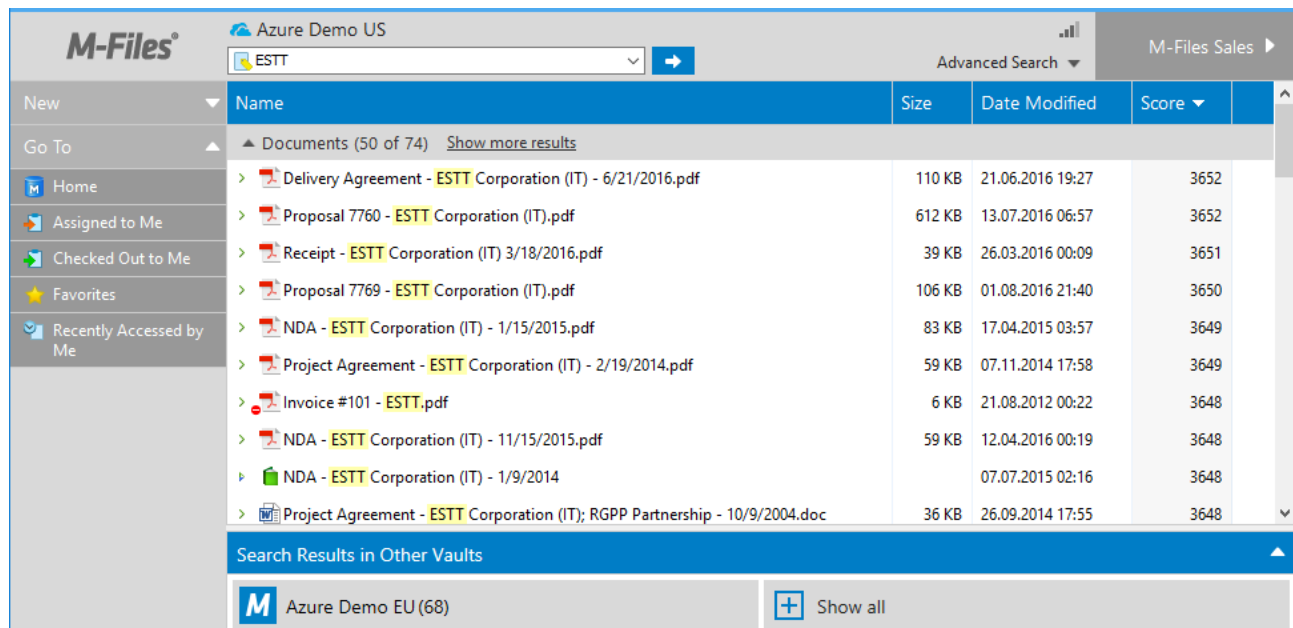 M-Files®
Azure Demo US
ESTT
Advanced Search
M-Files Sales
New
Go To
Home
Assigned to Me
Checked Out to Me
Favorites
Recently Accessed by
Me
Name Size Date Modified Score
Documents (50 of 74) Show more results
Delivery Agreement - ESTT Corporation (IT) - 6/21/2016.pdf 110 KB 21.06.2016 19:27 3652
Proposal 7760 - ESTT Corporation (IT).pdf 612 KB 13.07.2016 06:57 3652
Receipt - ESTT Corporation (IT) 3/18/2016.pdf 39 KB 26.03.2016 00:09 3651
Proposal 7769 - ESTT Corporation (IT).pdf 106 KB 01.08.2016 21:40 3650
NDA - ESTT Corporation (IT) - 1/15/2015.pdf 83 KB 17.04.2015 03:57 3649
Project Agreement - ESTT Corporation (IT) - 2/19/2014.pdf 59 KB 07.11.2014 17:58 3649
Invoice #101 - ESTT.pdf 6 KB 21.08.2012 00:22 3648
NDA - ESTT Corporation (IT) - 11/15/2015.pdf 59 KB 12.04.2016 00:19 3648
NDA - ESTT Corporation (IT) - 1/9/2014 07.07.2015 02:16 3648
Project Agreement - ESTT Corporation (IT); RGPP Partnership - 10/9/2004.doc 36 KB 26.09.2014 17:55 3648
Search Results in Other Vaults
M Azure Demo EU (68)
Show all